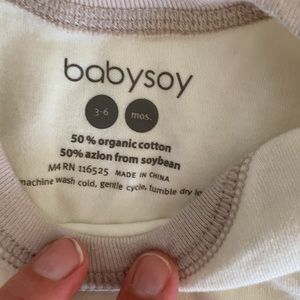 babysoy
3-6 mos.
50 % organic cotton
50% azlon from soybean
M4 RN 116525 MADE IN CHINA
machine wash cold, gentle cycle, tumble dry